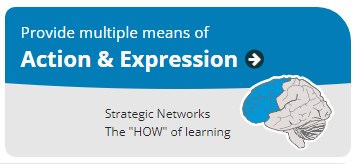 Provide multiple means of
Action & Expression
Strategic Networks
The "HOW" of learning